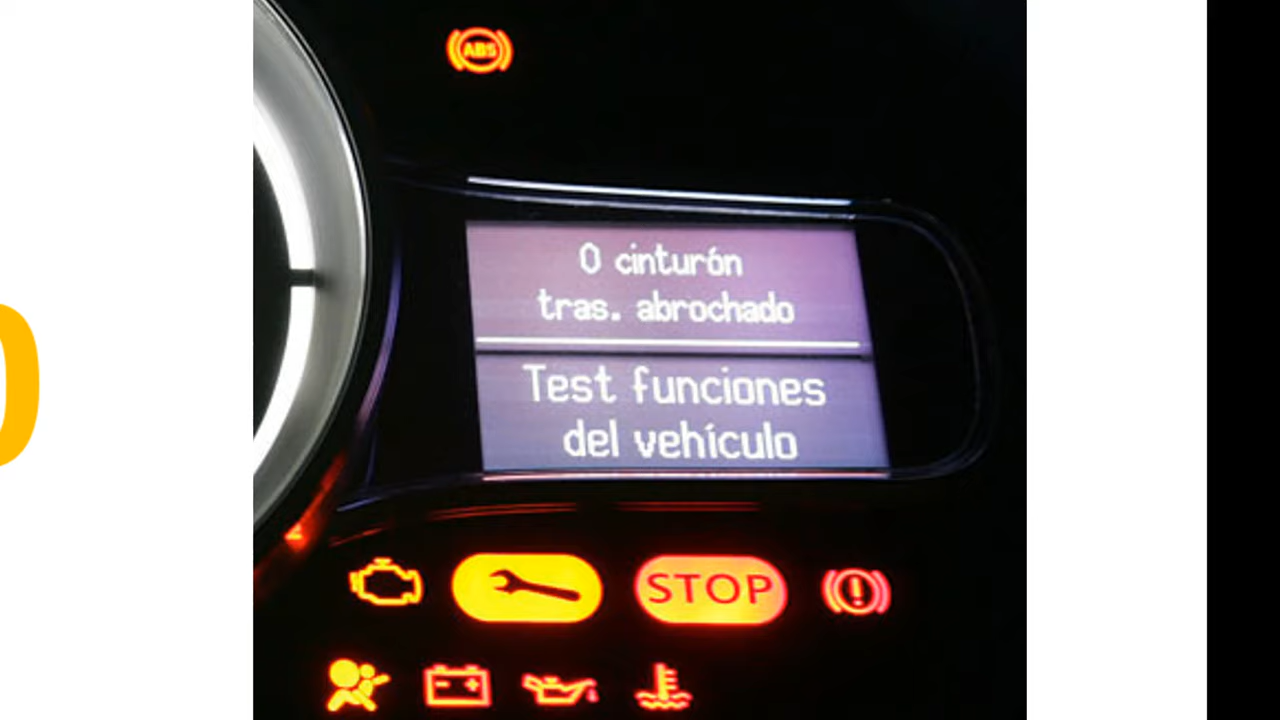 ABS
0 cinturón
tras. abrochado
Test funciones
del vehículo
STOP